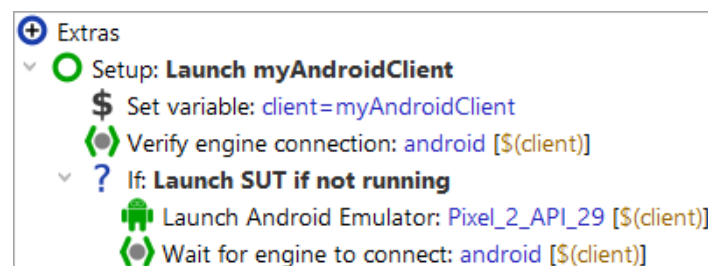 Extras
Setup: Launch myAndroidClient
$ Set variable: client=myAndroidClient
Verify engine connection: android [$(client)]
? If: Launch SUT if not running
Launch Android Emulator: Pixel_2_API_29 [$(client)]
Wait for engine to connect: android [$(client)]